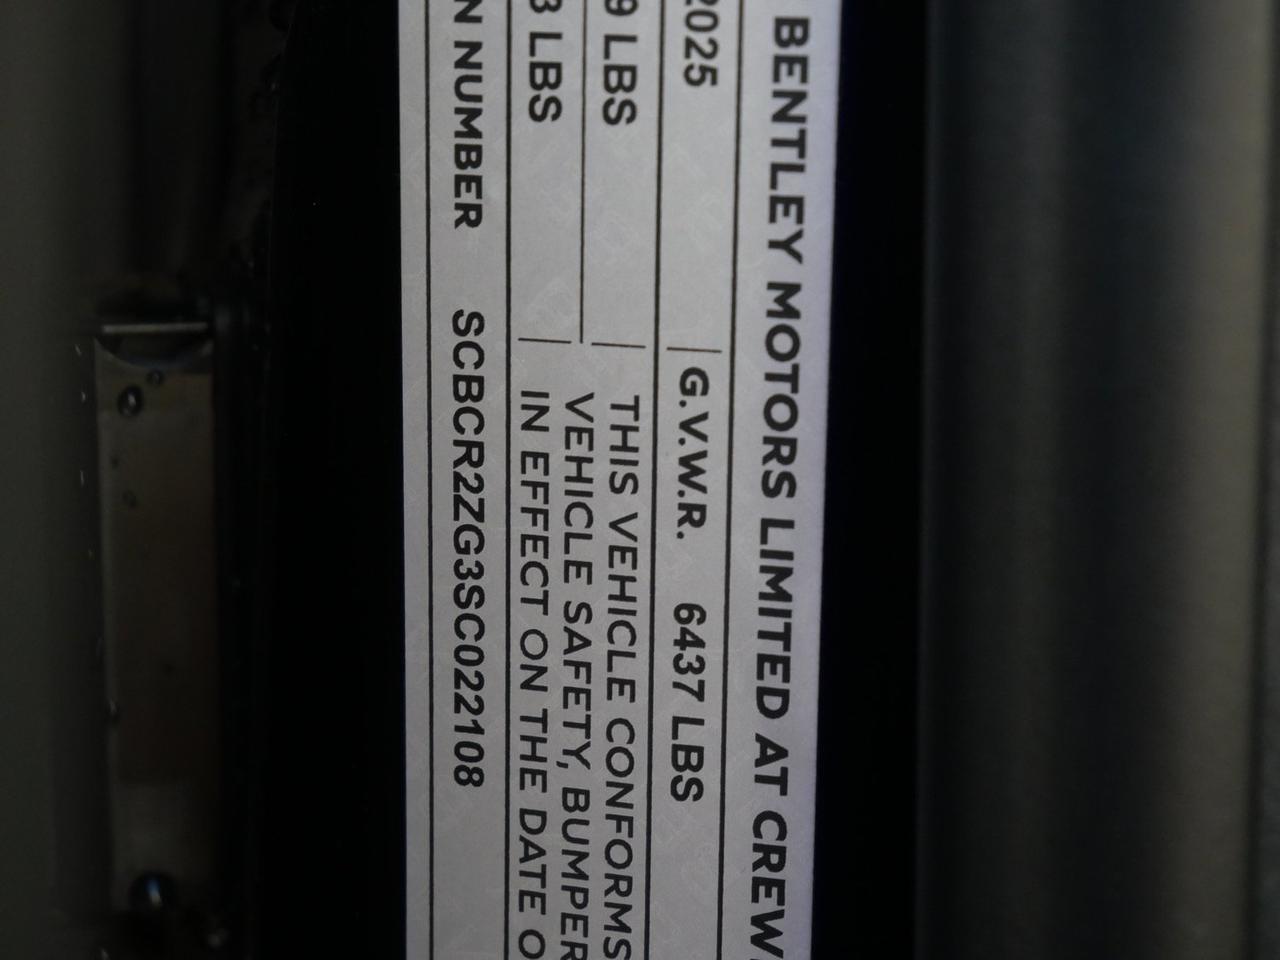 BENTLEY MOTORS LIMITED AT CREW
2025 G.V.W.R. 6437 LBS
9 LBS THIS VEHICLE CONFORMS
VEHICLE SAFETY, BUMPER
3 LBS IN EFFECT ON THE DATE O
N NUMBER SCBCR2ZG3SC022108